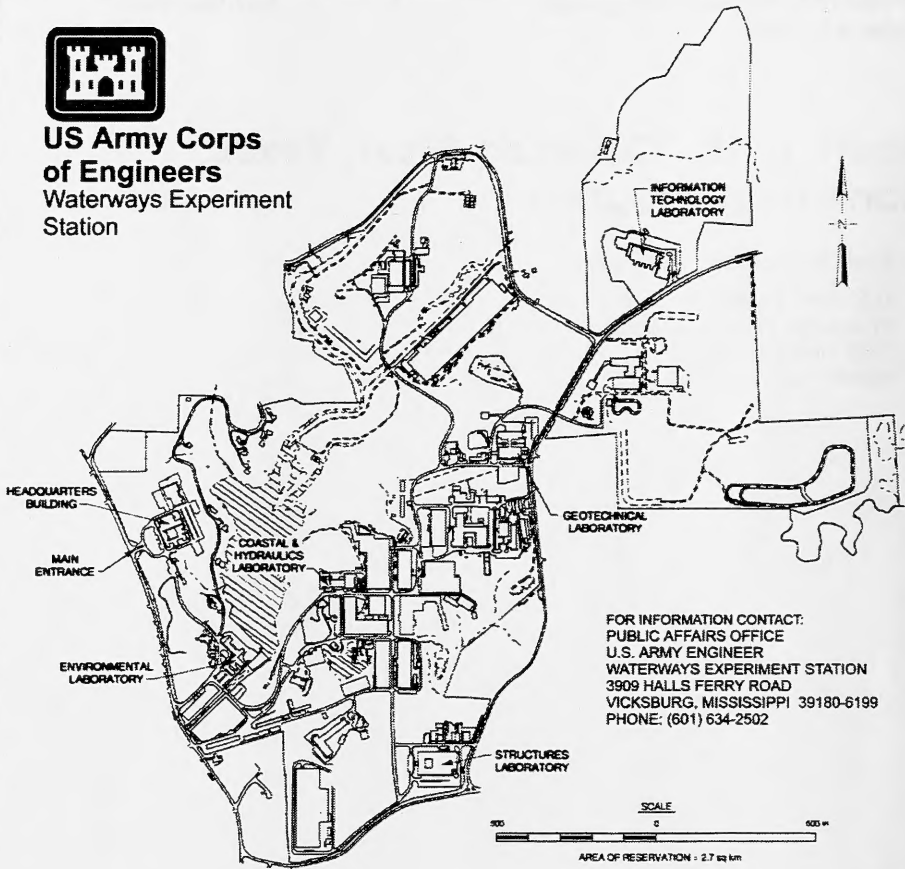 US Army Corps
of Engineers
Waterways Experiment
Station
INFORMATION
TECHNOLOGY
LABORATORY
N
HEADQUARTERS
BUILDING
MAIN
ENTRANCE
COASTAL &
HYDRAULICS
LABORATORY
GEOTECHNICAL
LABORATORY
ENVIRONMENTAL
LABORATORY
FOR INFORMATION CONTACT:
PUBLIC AFFAIRS OFFICE
U.S. ARMY ENGINEER
WATERWAYS EXPERIMENT STATION
3909 HALLS FERRY ROAD
VICKSBURG, MISSISSIPPI 39180-6199
PHONE: (601) 634-2502
STRUCTURES
LABORATORY
SCALE
500 0 500 m
AREA OF RESERVATION = 2.7 sq km